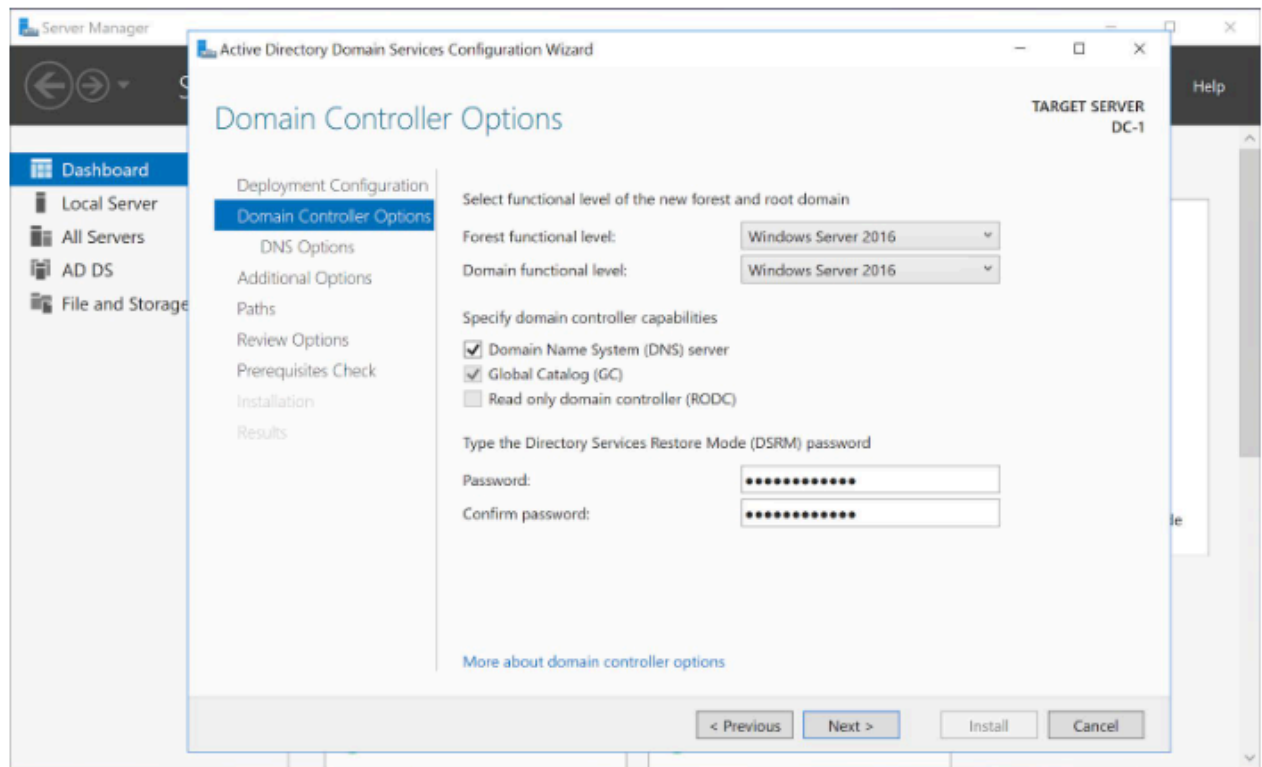 Server Manager
Active Directory Domain Services Configuration Wizard
Help
Domain Controller Options
TARGET SERVER
DC-1
Dashboard
Local Server
All Servers
AD DS
File and Storage
Deployment Configuration
Domain Controller Options
DNS Options
Additional Options
Paths
Review Options
Prerequisites Check
Installation
Results
Select functional level of the new forest and root domain
Forest functional level: Windows Server 2016
Domain functional level: Windows Server 2016
Specify domain controller capabilities
Domain Name System (DNS) server
Global Catalog (GC)
Read only domain controller (RODC)
Type the Directory Services Restore Mode (DSRM) password
Password: ••••••••••••
Confirm password: ••••••••••••
More about domain controller options
< Previous Next > Install Cancel